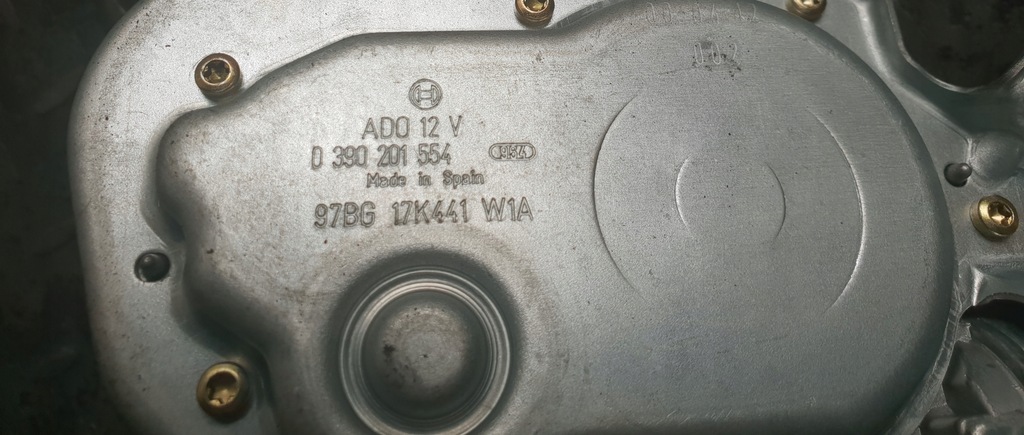 ADO 12 V
0 390 201 554
Made in Spain
97BG 17K441 W1A